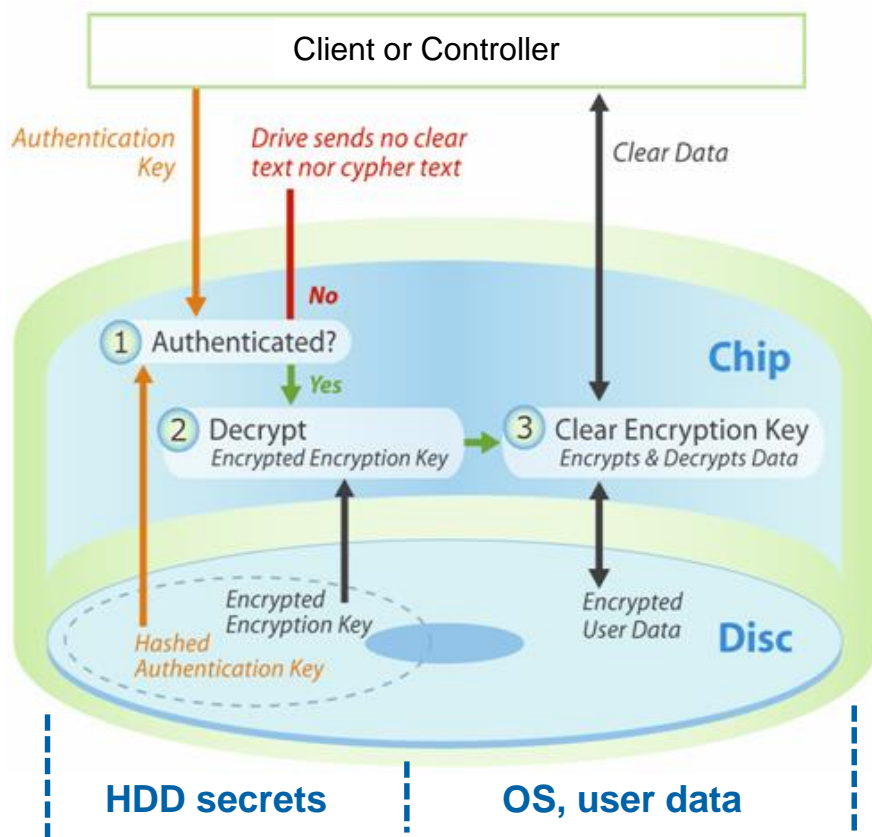 Client or Controller
Authentication
Key
Drive sends no clear
text nor cypher text
Clear Data
No
1 Authenticated?
Chip
Yes
2 Decrypt
Encrypted Encryption Key
3 Clear Encryption Key
Encrypts & Decrypts Data
Encrypted
Encryption Key
Hashed
Authentication Key
Encrypted
User Data
Disc
HDD secrets
OS, user data